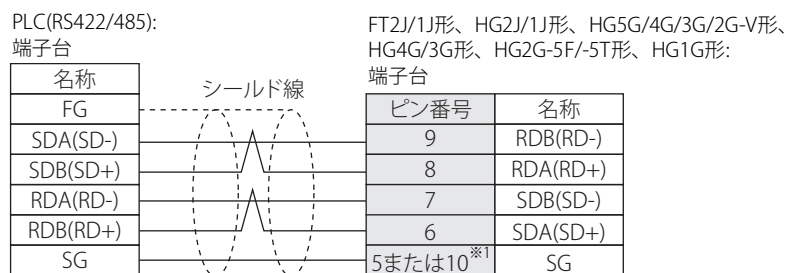 PLC(RS422/485):
端子台
FT2J/1J形、HG2J/1J形、HG5G/4G/3G/2G-V形、
HG4G/3G形、HG2G-5F/-5T形、HG1G形:
端子台
名称
シールド線
ピン番号 名称
FG
SDA(SD-) 9 RDB(RD-)
SDB(SD+) 8 RDA(RD+)
RDA(RD-) 7 SDB(SD-)
RDB(RD+) 6 SDA(SD+)
SG 5または10※1 SG